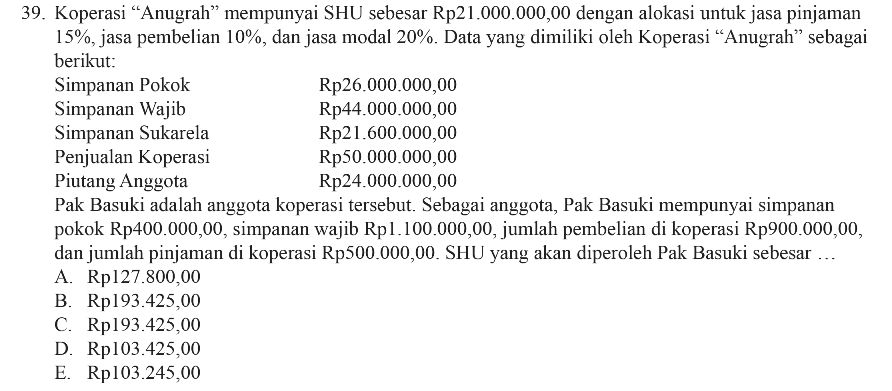 39. Koperasi “Anugrah” mempunyai SHU sebesar Rp21.000.000,00 dengan alokasi untuk jasa pinjaman
15%, jasa pembelian 10%, dan jasa modal 20%. Data yang dimiliki oleh Koperasi “Anugrah” sebagai
berikut:
Simpanan Pokok Rp26.000.000,00
Simpanan Wajib Rp44.000.000,00
Simpanan Sukarela Rp21.600.000,00
Penjualan Koperasi Rp50.000.000,00
Piutang Anggota Rp24.000.000,00
Pak Basuki adalah anggota koperasi tersebut. Sebagai anggota, Pak Basuki mempunyai simpanan
pokok Rp400.000,00, simpanan wajib Rp1.100.000,00, jumlah pembelian di koperasi Rp900.000,00,
dan jumlah pinjaman di koperasi Rp500.000,00. SHU yang akan diperoleh Pak Basuki sebesar …
A. Rp127.800,00
B. Rp193.425,00
C. Rp193.425,00
D. Rp103.425,00
E. Rp103.245,00